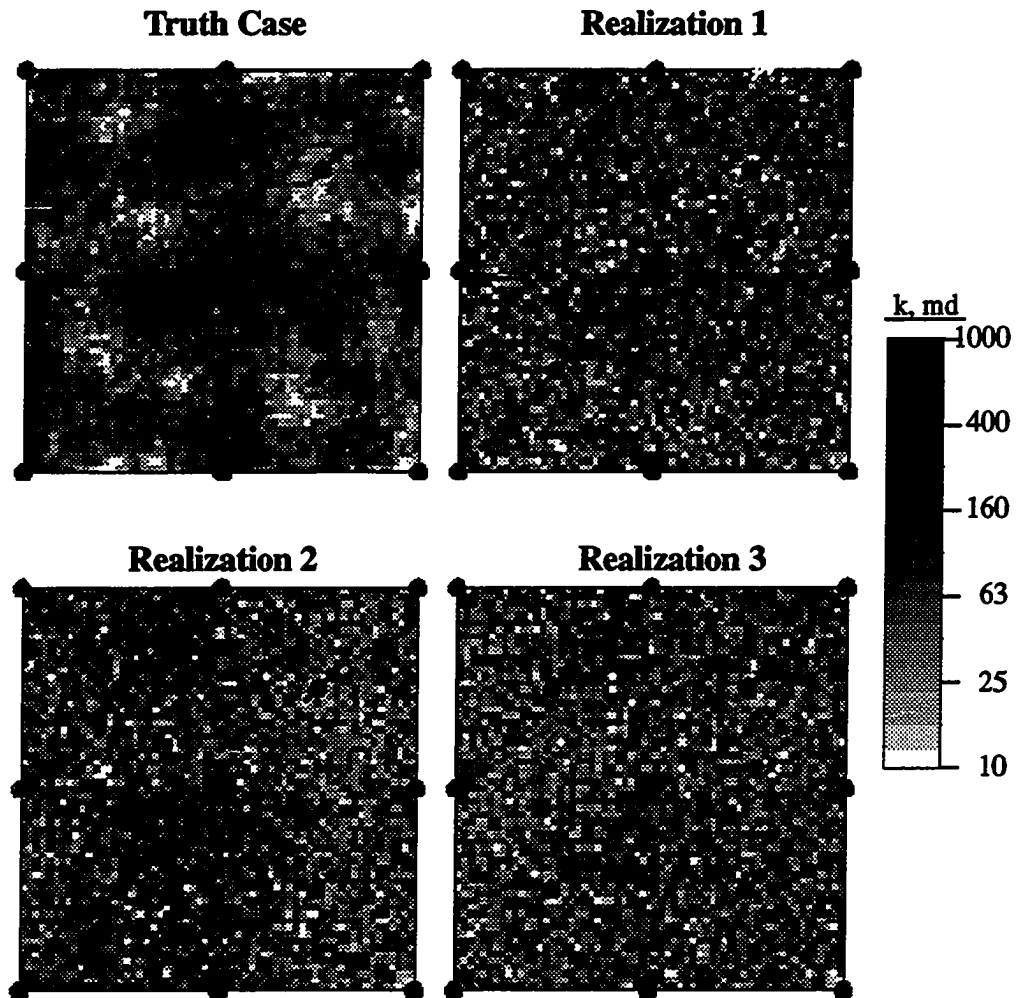 Truth Case
Realization 1
k, md
1000
400
160
63
25
10
Realization 2
Realization 3